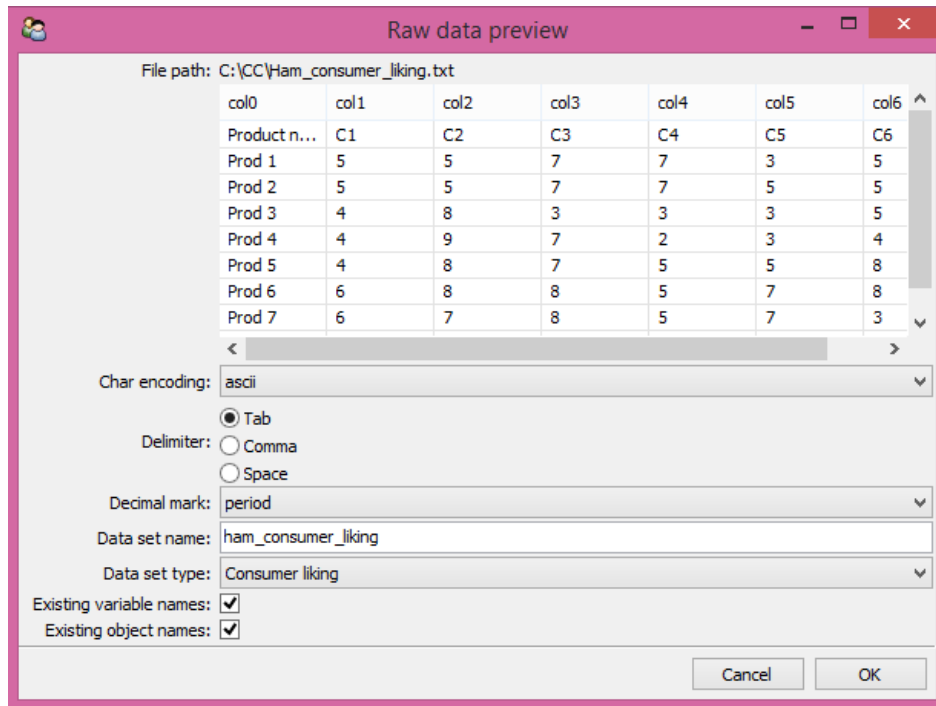 Raw data preview
File path: C:\CC\Ham_consumer_liking.txt
col0 col1 col2 col3 col4 col5 col6
Product n... C1 C2 C3 C4 C5 C6
Prod 1 5 5 7 7 3 5
Prod 2 5 5 7 7 5 5
Prod 3 4 8 3 3 3 5
Prod 4 4 9 7 2 3 4
Prod 5 4 8 7 5 5 8
Prod 6 6 8 8 5 7 8
Prod 7 6 7 8 5 7 3
Char encoding: ascii
Tab
Delimiter: Comma
Space
Decimal mark: period
Data set name: ham_consumer_liking
Data set type: Consumer liking
Existing variable names:
Existing object names:
Cancel OK